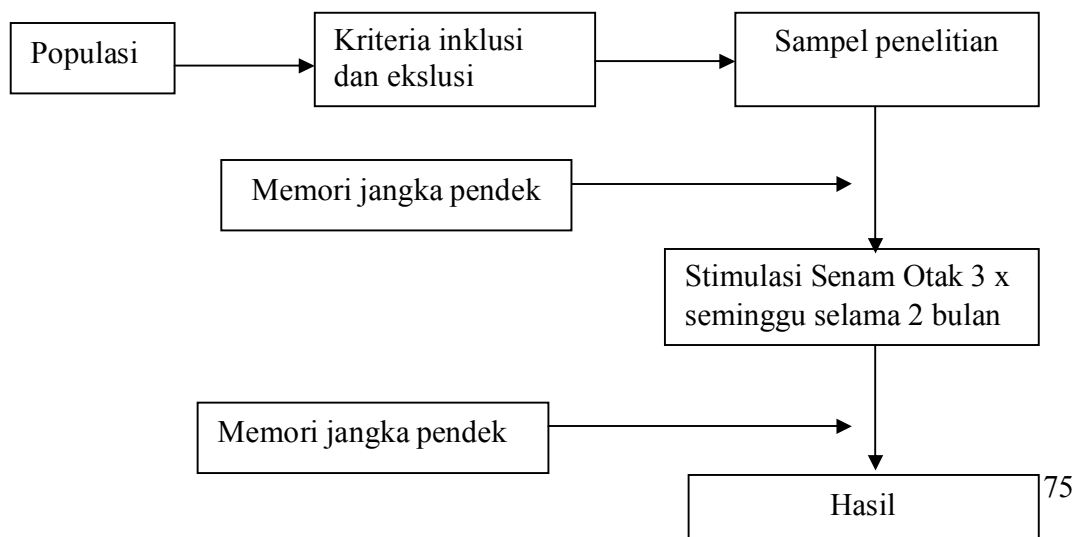 Populasi
Kriteria inklusi
dan ekslusi
Sampel penelitian
Memori jangka pendek
Stimulasi Senam Otak 3 x
seminggu selama 2 bulan
Memori jangka pendek
Hasil
75